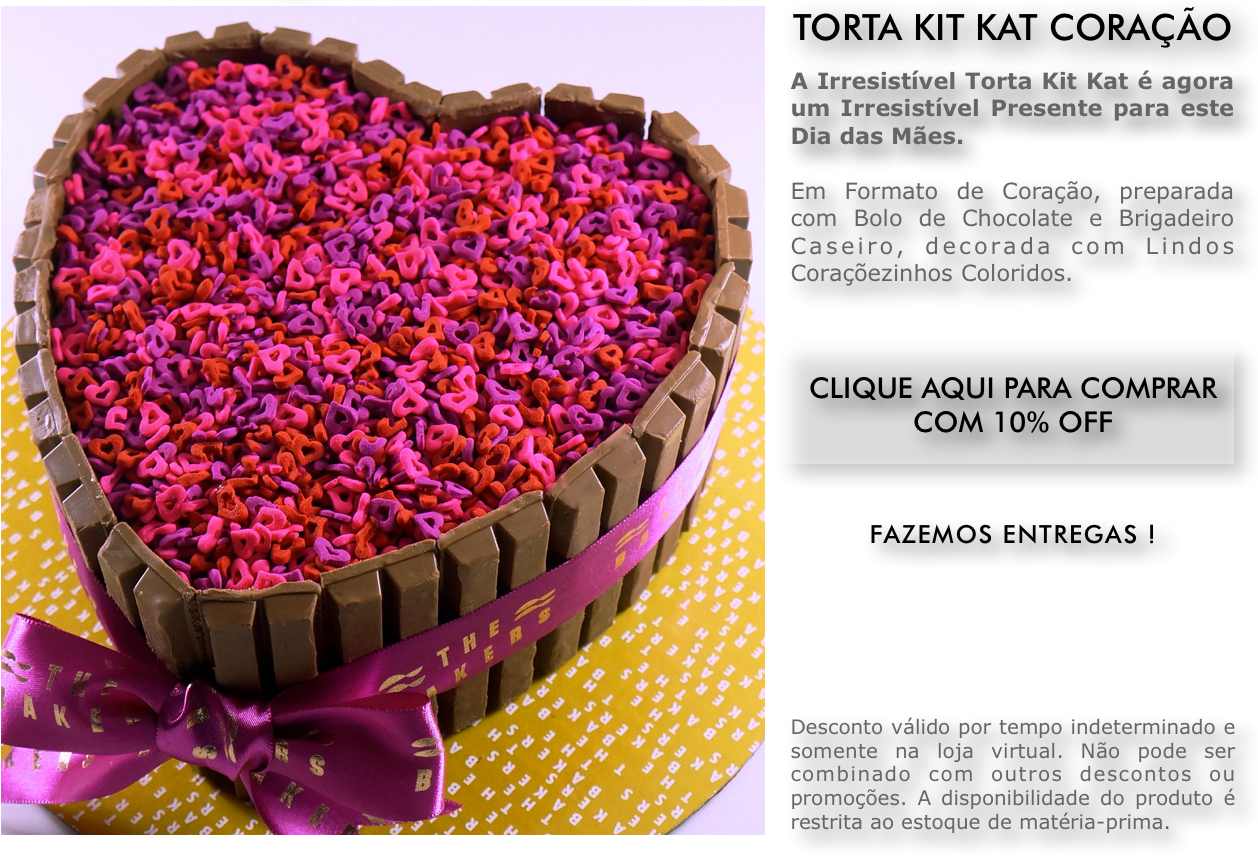 TORTA KIT KAT CORAÇÃO
A Irresistível Torta Kit Kat é agora
um Irresistível Presente para este
Dia das Mães.
Em Formato de Coração, preparada
com Bolo de Chocolate e Brigadeiro
Caseiro, decorada com Lindos
Coraçõezinhos Coloridos.
CLIQUE AQUI PARA COMPRAR
COM 10% OFF
FAZEMOS ENTREGAS !
THE
AKERS
Desconto válido por tempo indeterminado e
somente na loja virtual. Não pode ser
combinado com outros descontos ou
promoções. A disponibilidade do produto é
restrita ao estoque de matéria-prima.